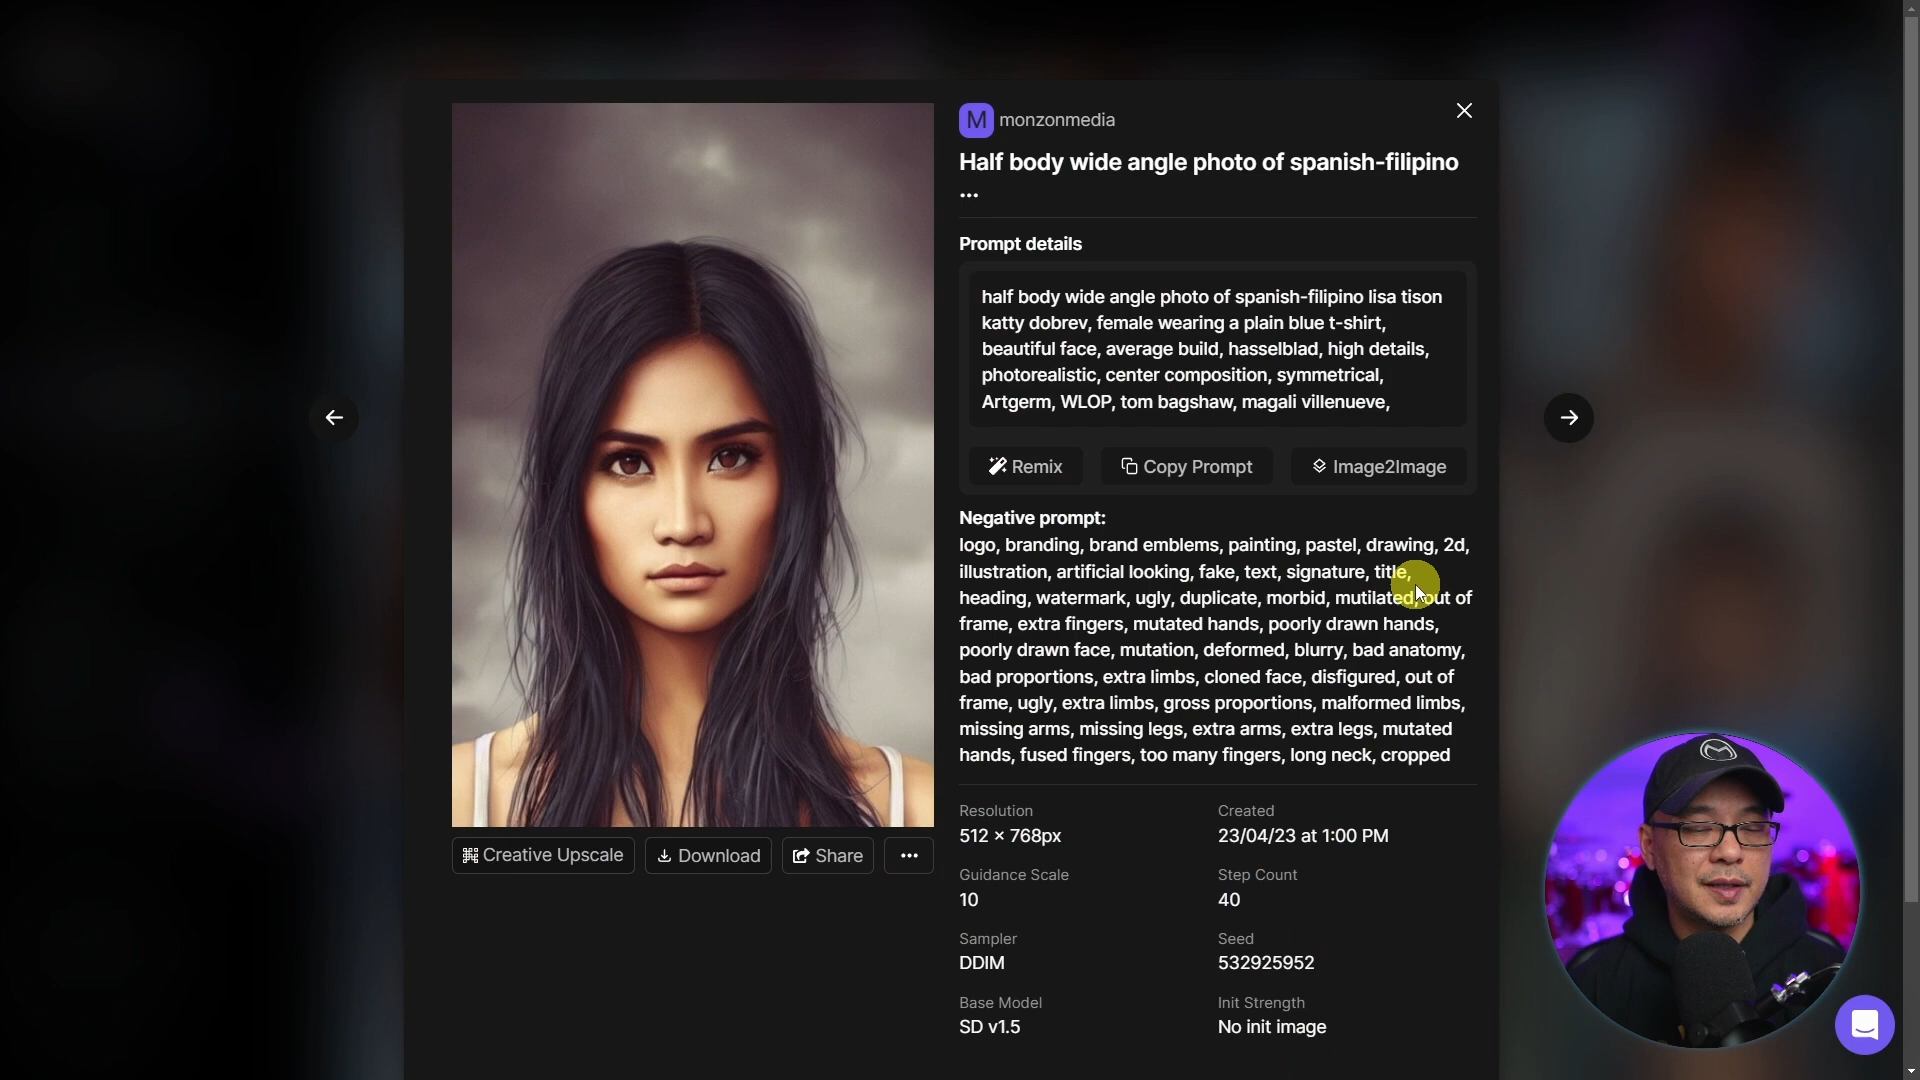 M monzonmedia
Half body wide angle photo of spanish-filipino
...
Prompt details
half body wide angle photo of spanish-filipino lisa tison
katty dobrev, female wearing a plain blue t-shirt,
beautiful face, average build, hasselblad, high details,
photorealistic, center composition, symmetrical,
Artgerm, WLOP, tom bagshaw, magali villenueve,
Remix
Copy Prompt
Image2Image
Negative prompt:
logo, branding, brand emblems, painting, pastel, drawing, 2d,
illustration, artificial looking, fake, text, signature, title,
heading, watermark, ugly, duplicate, morbid, mutilated, out of
frame, extra fingers, mutated hands, poorly drawn hands,
poorly drawn face, mutation, deformed, blurry, bad anatomy,
bad proportions, extra limbs, cloned face, disfigured, out of
frame, ugly, extra limbs, gross proportions, malformed limbs,
missing arms, missing legs, extra arms, extra legs, mutated
hands, fused fingers, too many fingers, long neck, cropped
Creative Upscale
Download
Share
...
Resolution
512 × 768px
Created
23/04/23 at 1:00 PM
Guidance Scale
10
Step Count
40
Sampler
DDIM
Seed
532925952
Base Model
SD v1.5
Init Strength
No init image